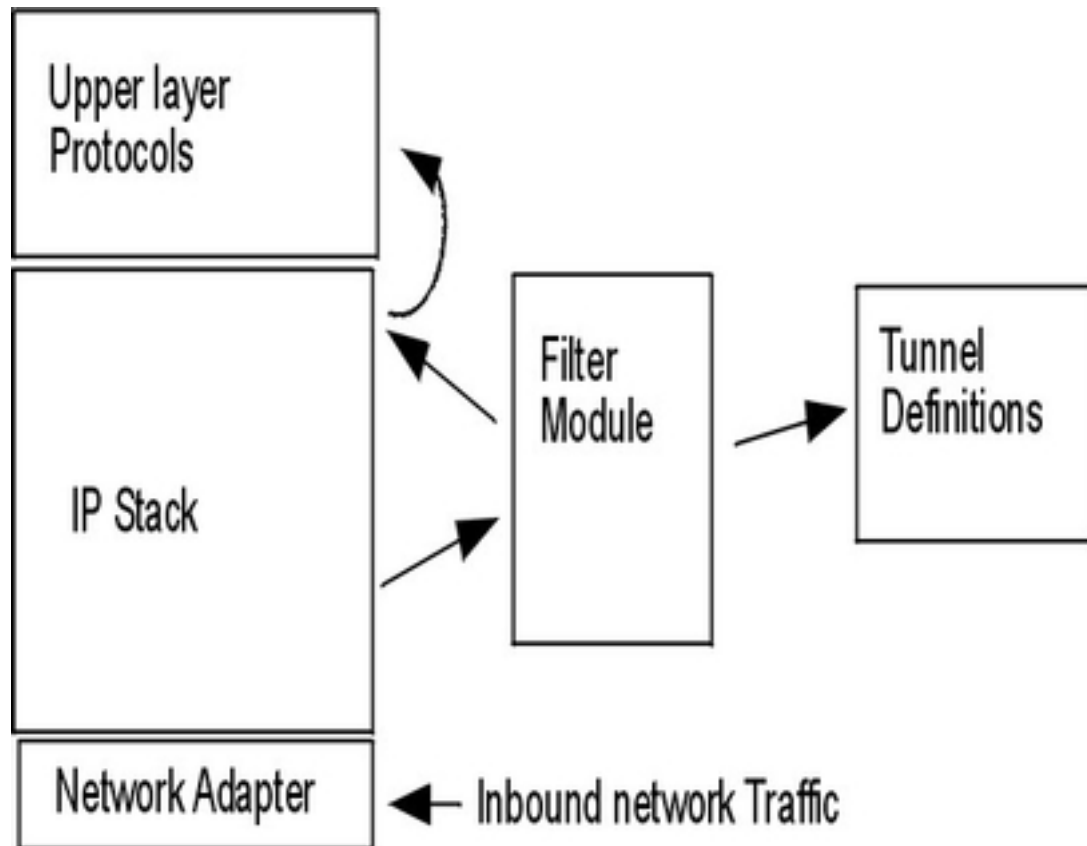 Upper layer
Protocols
Filter
Module
Tunnel
Definitions
IP Stack
Network Adapter
Inbound network Traffic